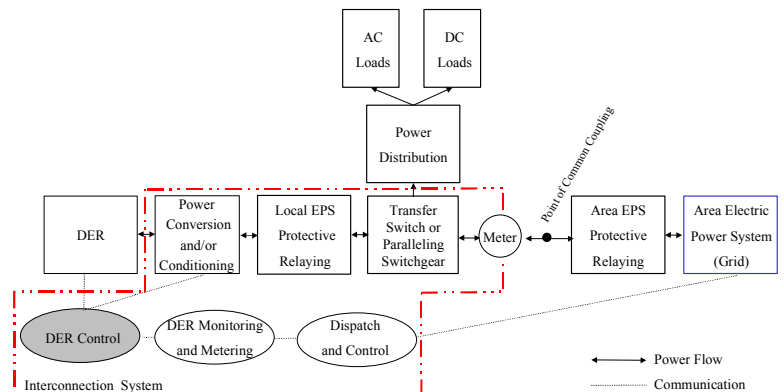 AC
Loads
DC
Loads
Power
Distribution
Point of Common Coupling
DER
Power
Conversion
and/or
Conditioning
Local EPS
Protective
Relaying
Transfer
Switch or
Paralleling
Switchgear
Meter
Area EPS
Protective
Relaying
Area Electric
Power System
(Grid)
DER Control
DER Monitoring
and Metering
Dispatch
and Control
Interconnection System
Power Flow
Communication